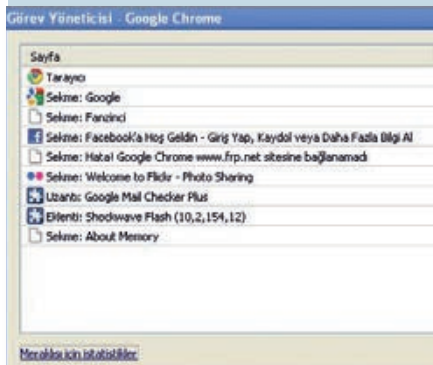 Görev Yöneticisi - Google Chrome
Sayfa
Tarayıcı
Sekme: Google
Sekme: Fanzinci
Sekme: Facebook'a Hoş Geldin - Giriş Yap, Kaydol veya Daha Fazla Bilgi Al
Sekme: Hata! Google Chrome www.frp.net sitesine bağlanamadı
Sekme: Welcome to Flickr - Photo Sharing
Uzantı: Google Mail Checker Plus
Eklenti: Shockwave Flash (10,2,154,12)
Sekme: About Memory
Meraklısı için istatistikler